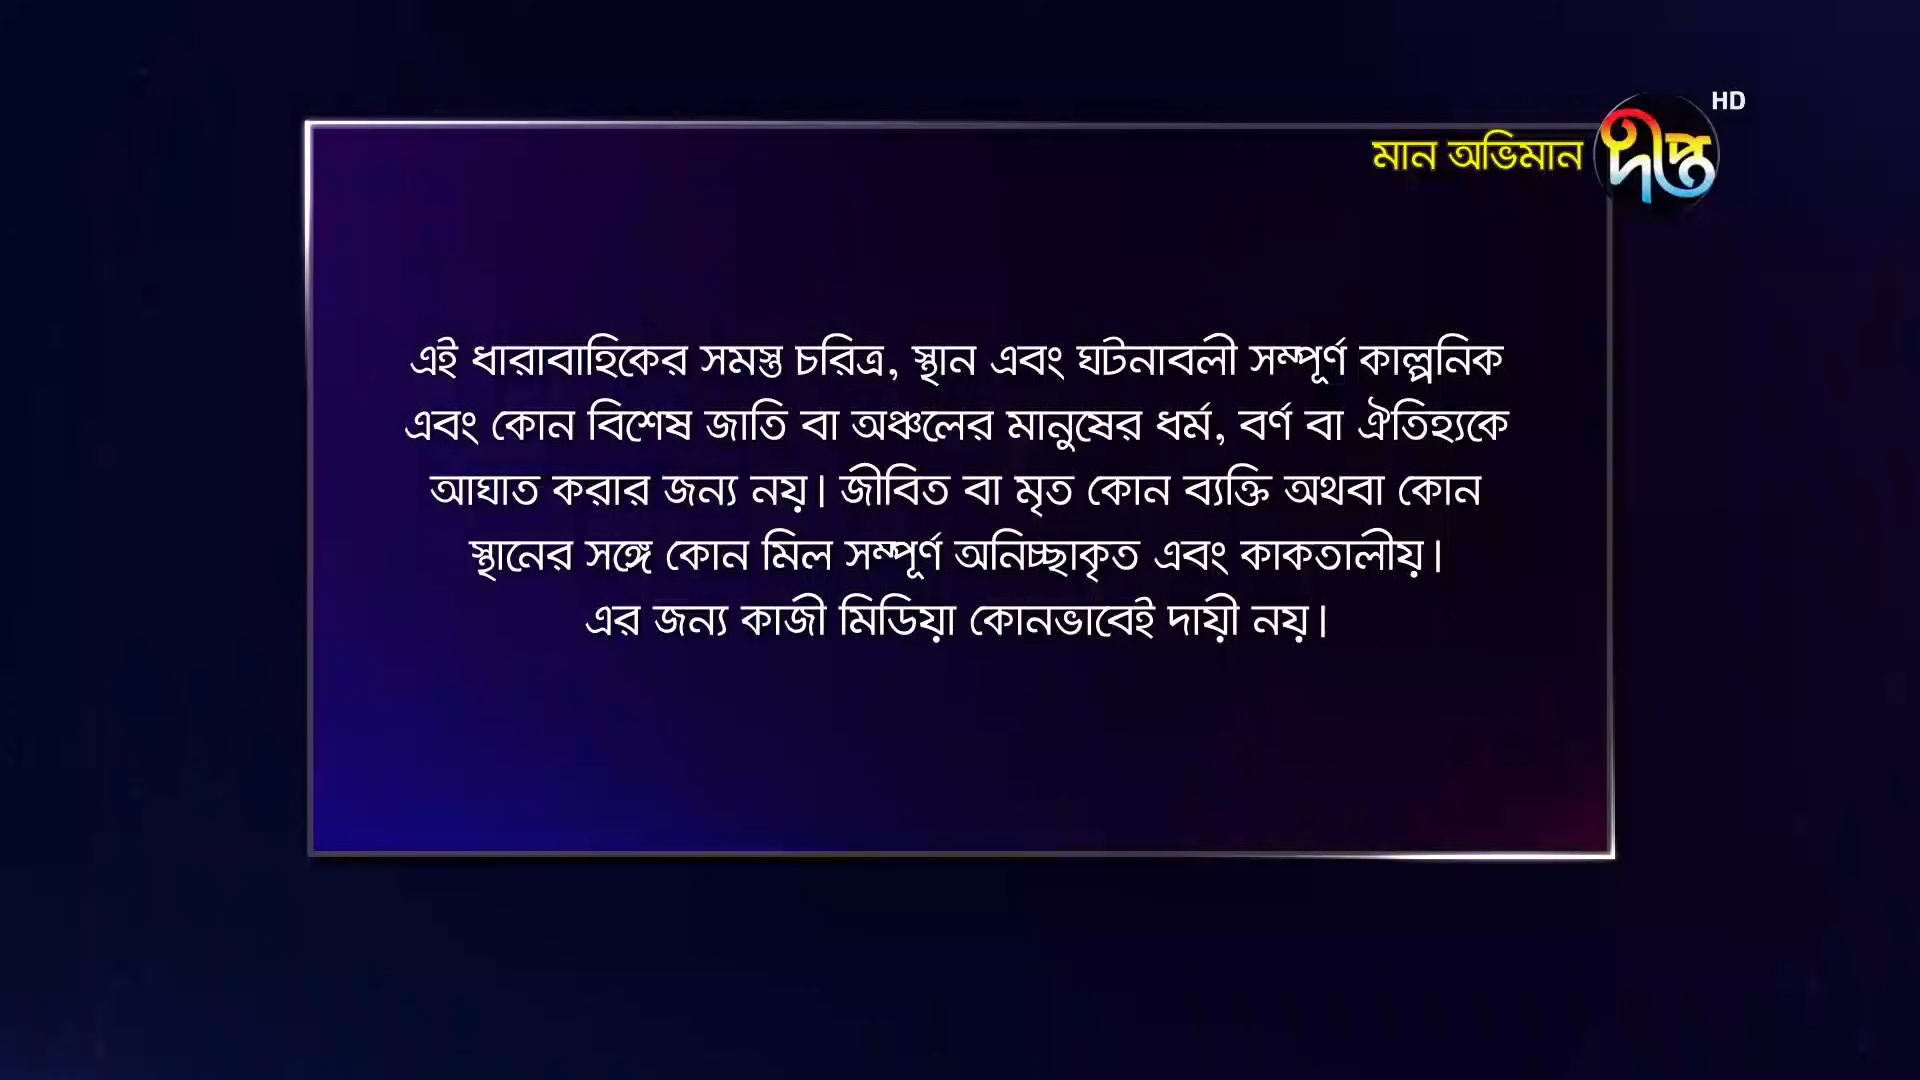 HD
মান অভিমান দীপ্ত
এই ধারাবাহিকের সমস্ত চরিত্র, স্থান এবং ঘটনাবলী সম্পূর্ণ কাল্পনিক
এবং কোন বিশেষ জাতি বা অঞ্চলের মানুষের ধর্ম, বর্ণ বা ঐতিহ্যকে
আঘাত করার জন্য নয়। জীবিত বা মৃত কোন ব্যক্তি অথবা কোন
স্থানের সঙ্গে কোন মিল সম্পূর্ণ অনিচ্ছাকৃত এবং কাকতালীয়।
এর জন্য কাজী মিডিয়া কোনভাবেই দায়ী নয়।